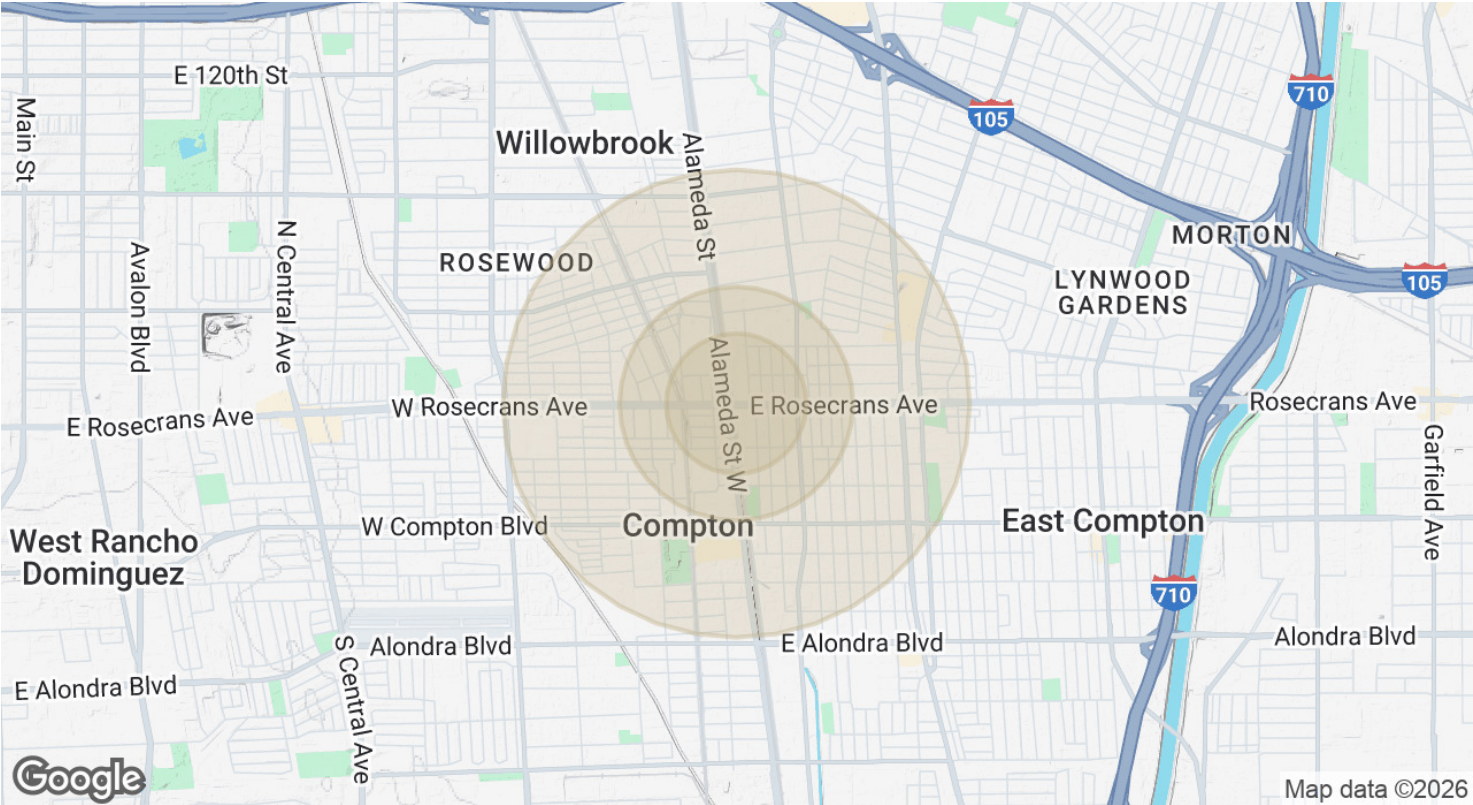 E 120th St
Main St
710
105
Willowbrook
Alameda St
N Central Ave
Avalon Blvd
ROSEWOOD
MORTON
LYNWOOD
GARDENS
105
Alameda St W
E Rosecrans Ave
W Rosecrans Ave
E Rosecrans Ave
Rosecrans Ave
Garfield Ave
W Compton Blvd
Compton
East Compton
West Rancho
Dominguez
710
S Central Ave
Alondra Blvd
E Alondra Blvd
Alondra Blvd
E Alondra Blvd
Google
Map data ©2026